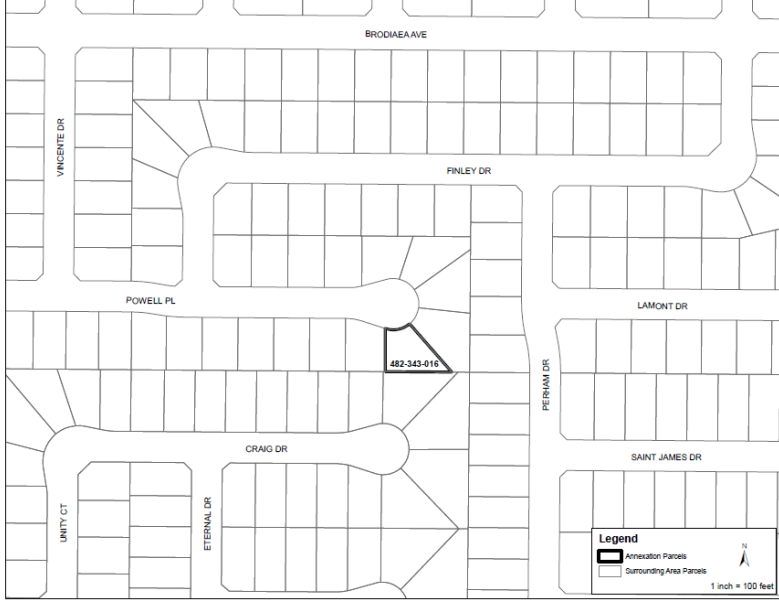 BRODIAEA AVE
VINCENTE DR
FINLEY DR
POWELL PL
LAMONT DR
482-343-016
PERHAM DR
CRAIG DR
SAINT JAMES DR
UNITY CT
ETERNAL DR
Legend
Annexation Parcels
Surrounding Area Parcels
N
1 inch = 100 feet